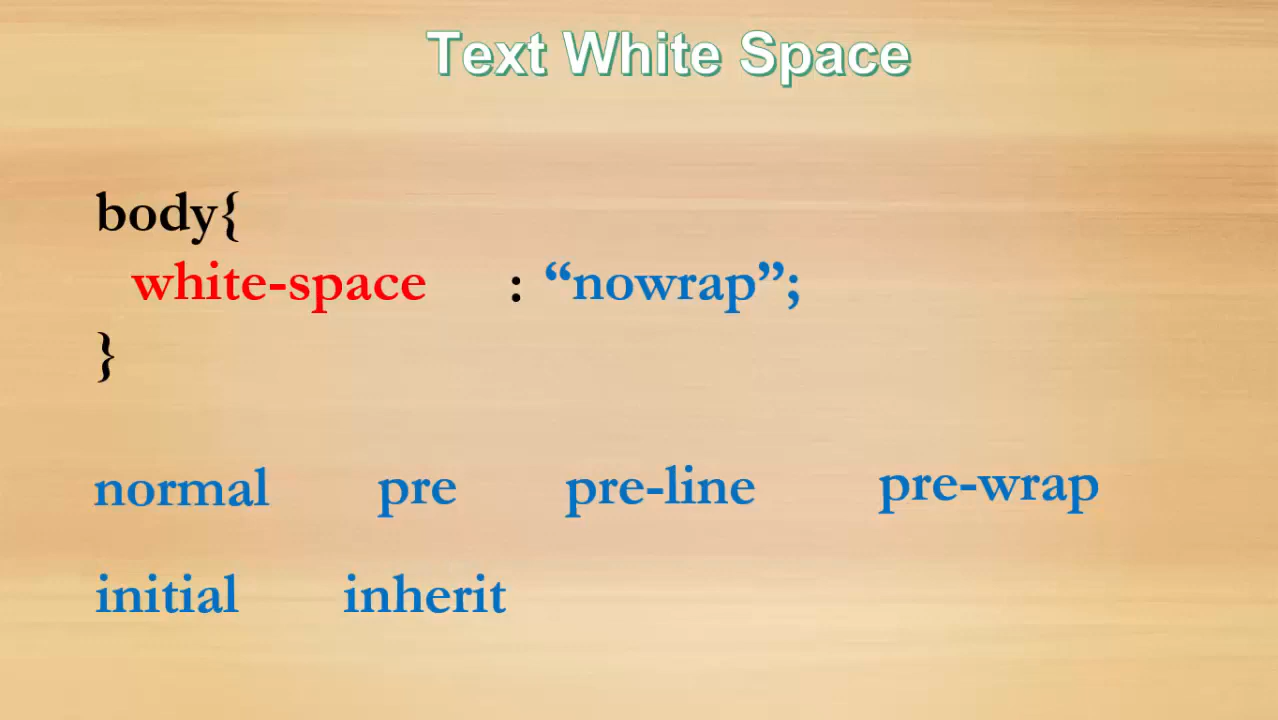 Text White Space
body{
white-space : “nowrap”;
}
normal pre pre-line pre-wrap
initial inherit